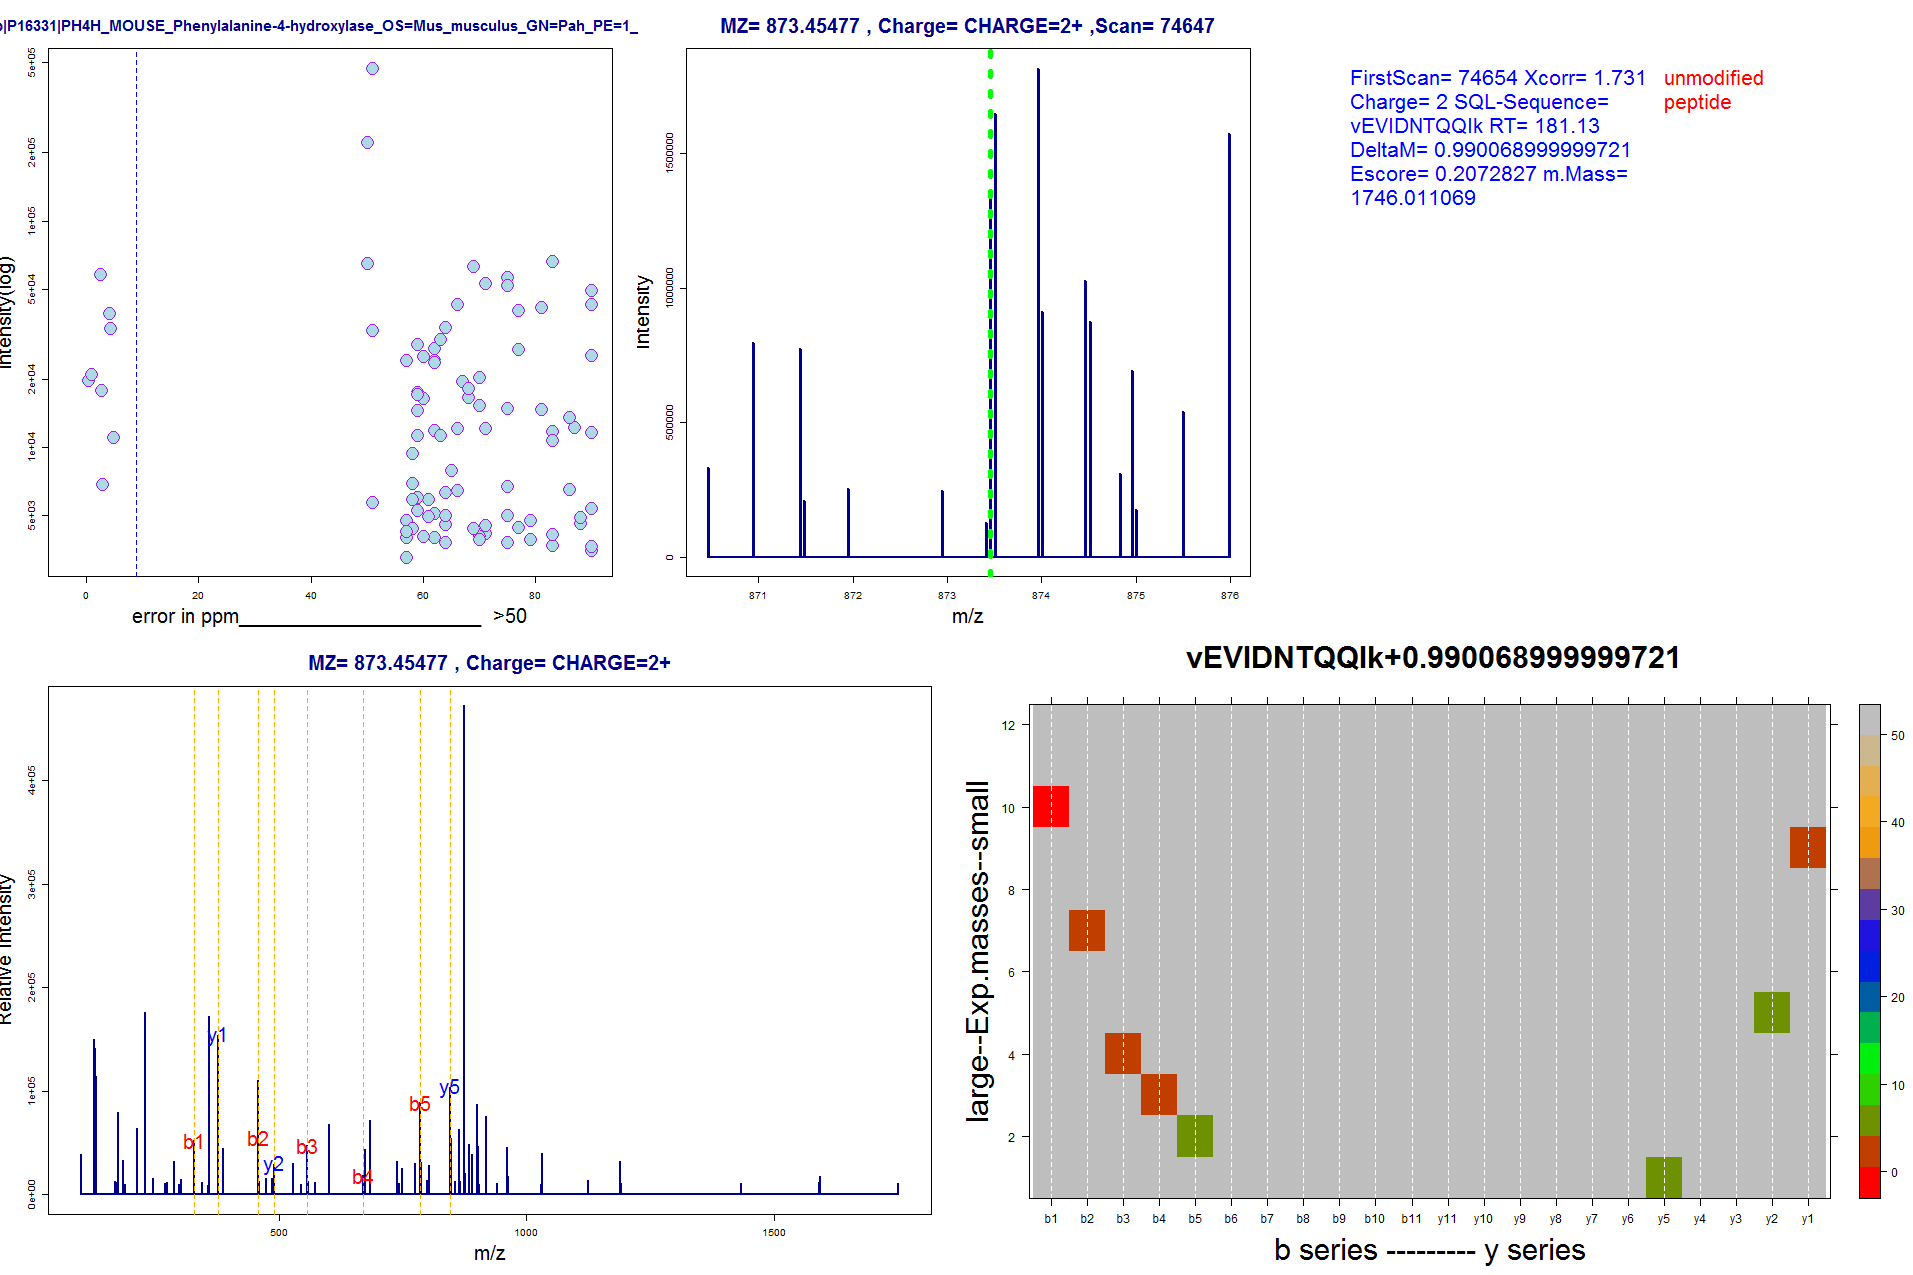 |P16331|PH4H_MOUSE_Phenylalanine-4-hydroxylase_OS=Mus_musculus_GN=Pah_PE=1_
5e+05
2e+05
1e+05
5e+04
2e+04
1e+04
5e+03
Intensity(log)
0 20 40 60 80
error in ppm______________________ >50
MZ= 873.45477 , Charge= CHARGE=2+ ,Scan= 74647
1500000
1000000
500000
0
Intensity
871 872 873 874 875 876
m/z
FirstScan= 74654 Xcorr= 1.731
Charge= 2 SQL-Sequence=
vEVIDNTQQIk RT= 181.13
DeltaM= 0.990068999999721
Escore= 0.2072827 m.Mass=
1746.011069
unmodified
peptide
MZ= 873.45477 , Charge= CHARGE=2+
4e+05
3e+05
2e+05
1e+05
0e+00
Relative Intensity
y1
y5
b5
b1
b2
b3
y2
b4
500 1000 1500
m/z
vEVIDNTQQIk+0.990068999999721
12
10
8
6
4
2
large--Exp.masses--small
b1 b2 b3 b4 b5 b6 b7 b8 b9 b10 b11 y11 y10 y9 y8 y7 y6 y5 y4 y3 y2 y1
b series --------- y series
50
40
30
20
10
0